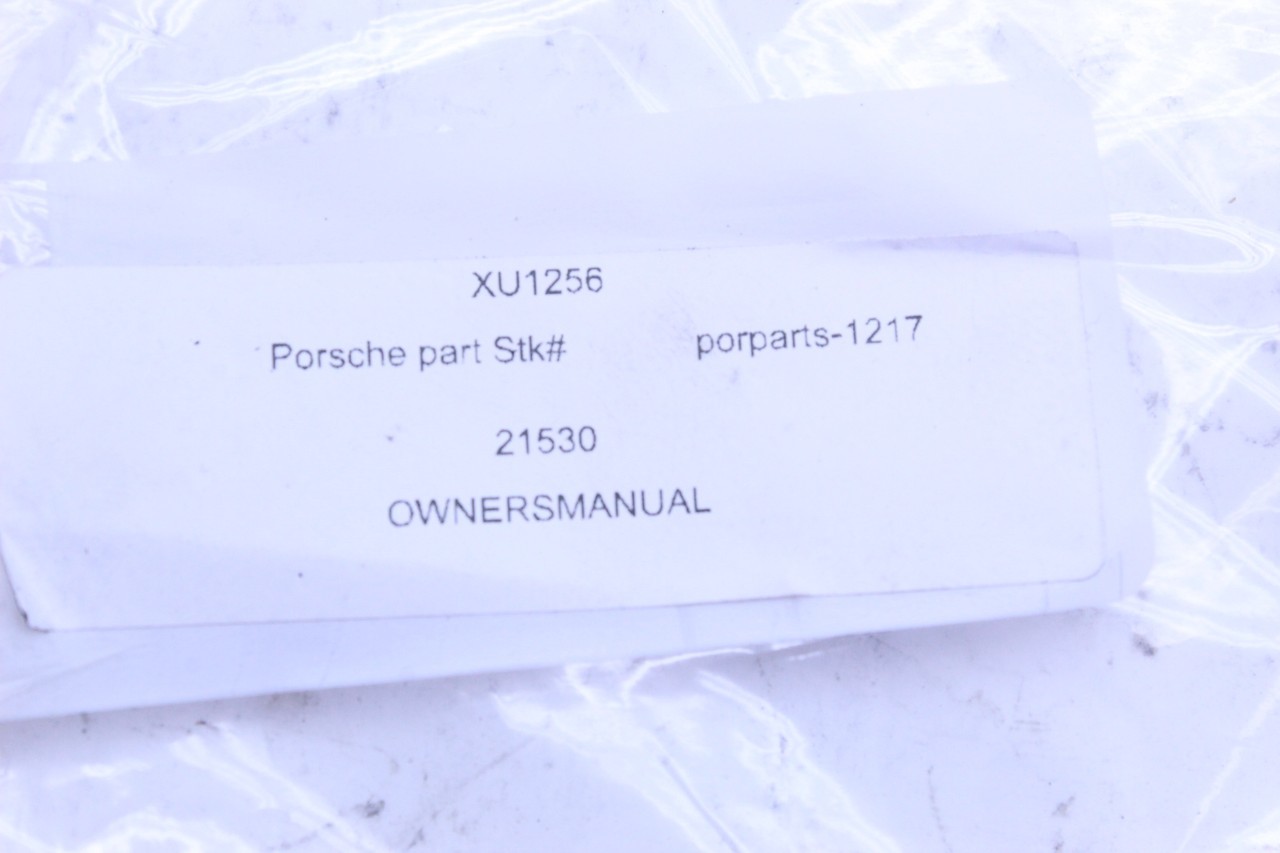 XU1256
Porsche part Stk# porparts-1217
21530
OWNERSMANUAL